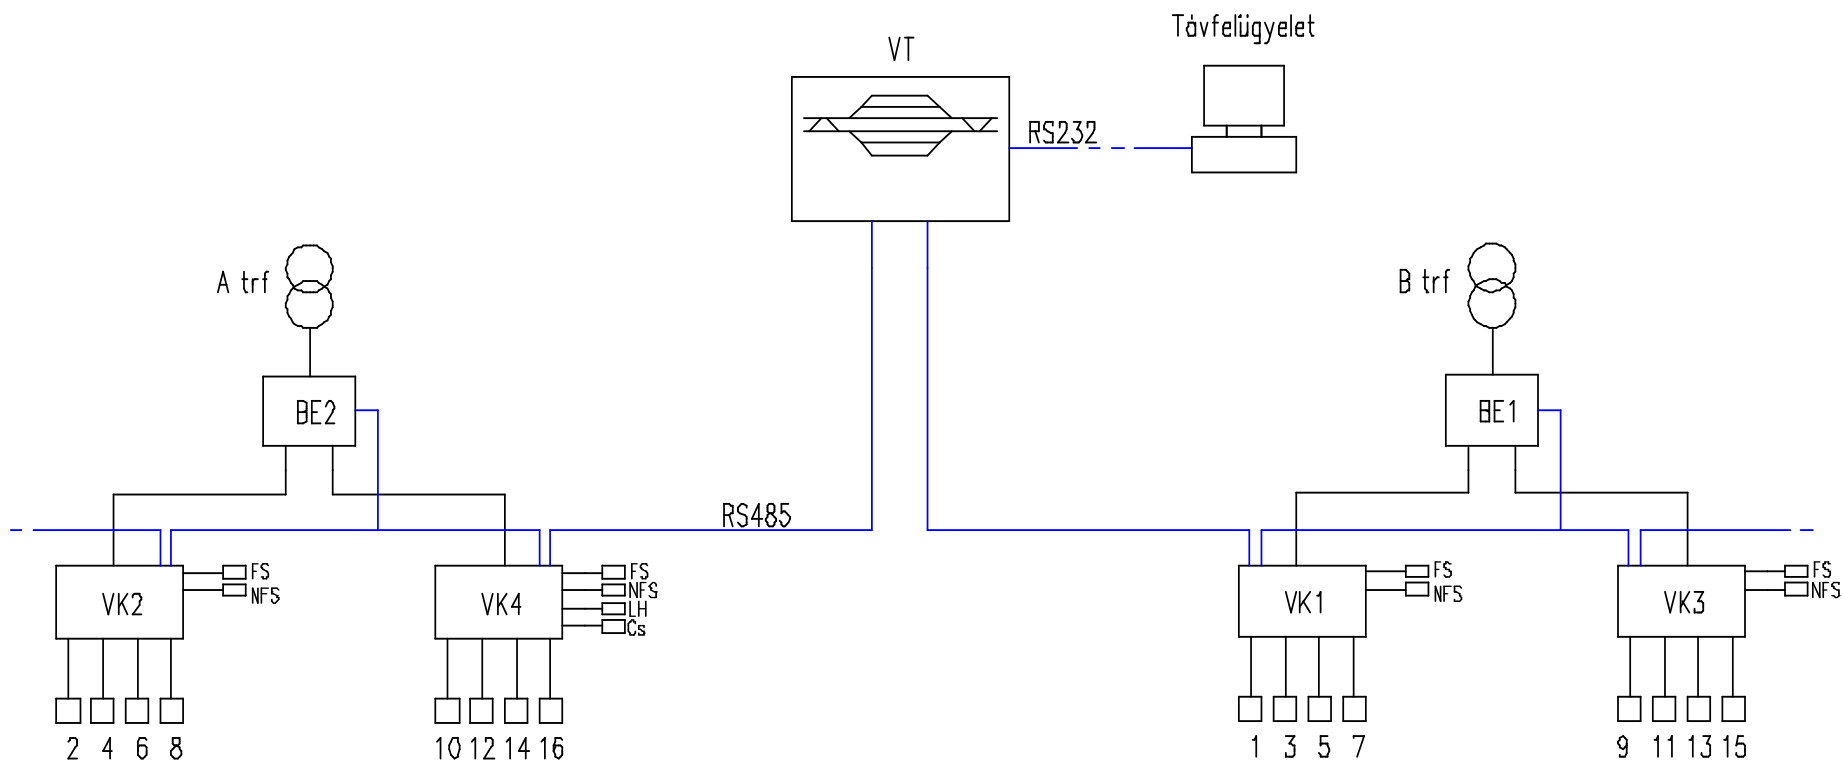 Távfelügyelet
VT
RS232
A trf
B trf
BE2
BE1
RS485
VK2
FS
NFS
VK4
FS
NFS
LH
Cs
VK1
FS
NFS
VK3
FS
NFS
2 4 6 8
10 12 14 16
1 3 5 7
9 11 13 15